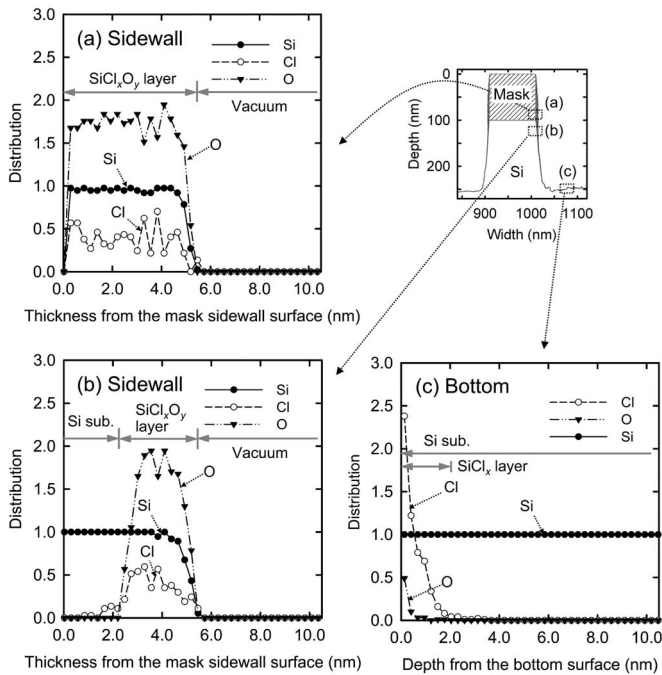 (a) Sidewall
Si
Cl
O
SiClxOy layer
Vacuum
O
Si
Cl
3.0
2.5
2.0
1.5
1.0
0.5
0.0
Distribution
0.0 2.0 4.0 6.0 8.0 10.0
Thickness from the mask sidewall surface (nm)
0
100
200
Depth (nm)
Mask
(a)
(b)
Si
(c)
900 1000 1100
Width (nm)
(b) Sidewall
Si
Cl
O
Si sub.
SiClxOy
layer
Vacuum
O
Si
Cl
3.0
2.5
2.0
1.5
1.0
0.5
0.0
Distribution
0.0 2.0 4.0 6.0 8.0 10.0
Thickness from the mask sidewall surface (nm)
(c) Bottom
Cl
O
Si
Si sub.
SiClx layer
Cl
Si
O
3.0
2.5
2.0
1.5
1.0
0.5
0.0
Distribution
0.0 2.0 4.0 6.0 8.0 10.0
Depth from the bottom surface (nm)